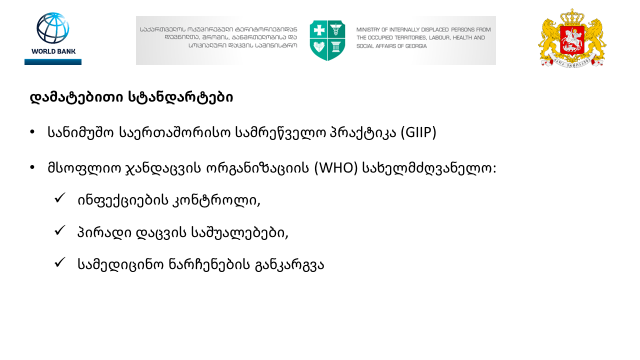 WORLD BANK
საქართველოს ოკუპირებული ტერიტორიებიდან
დევნილთა, შრომის, ჯანმრთელობისა და
სოციალური დაცვის სამინისტრო
MINISTRY OF INTERNALLY DISPLACED PERSONS FROM
THE OCCUPIED TERRITORIES, LABOUR, HEALTH AND
SOCIAL AFFAIRS OF GEORGIA
დამატებითი სტანდარტები
• სანიმუშო საერთაშორისო სამრეწველო პრაქტიკა (GIIP)
• მსოფლიო ჯანდაცვის ორგანიზაციის (WHO) სახელმძღვანელო:
✓ ინფექციების კონტროლი,
✓ პირადი დაცვის საშუალებები,
✓ სამედიცინო ნარჩენების განკარგვა